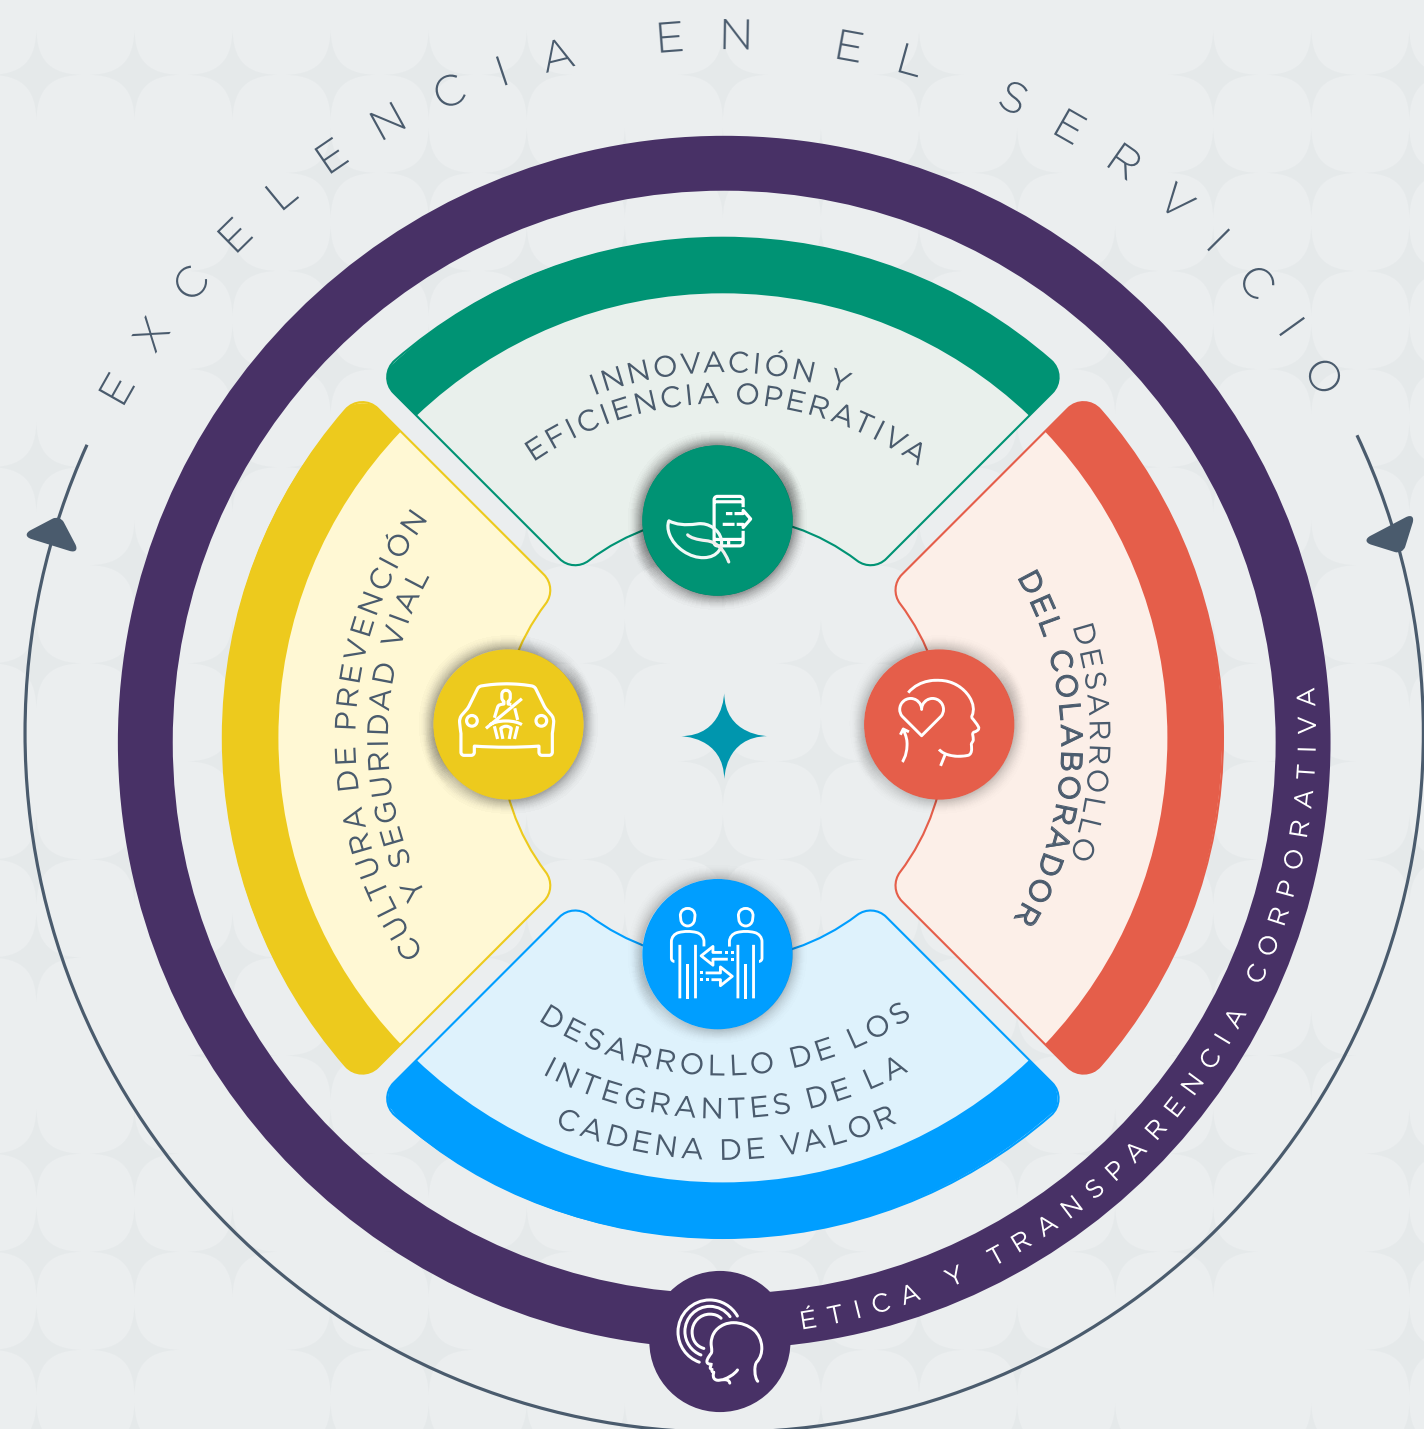 EXCELENCIA EN EL SERVICIO
INNOVACIÓN Y
EFICIENCIA OPERATIVA
CULTURA DE PREVENCIÓN
Y SEGURIDAD VIAL
DESARROLLO
DEL COLABORADOR
DESARROLLO DE LOS
INTEGRANTES DE LA
CADENA DE VALOR
ÉTICA Y TRANSPARENCIA CORPORATIVA